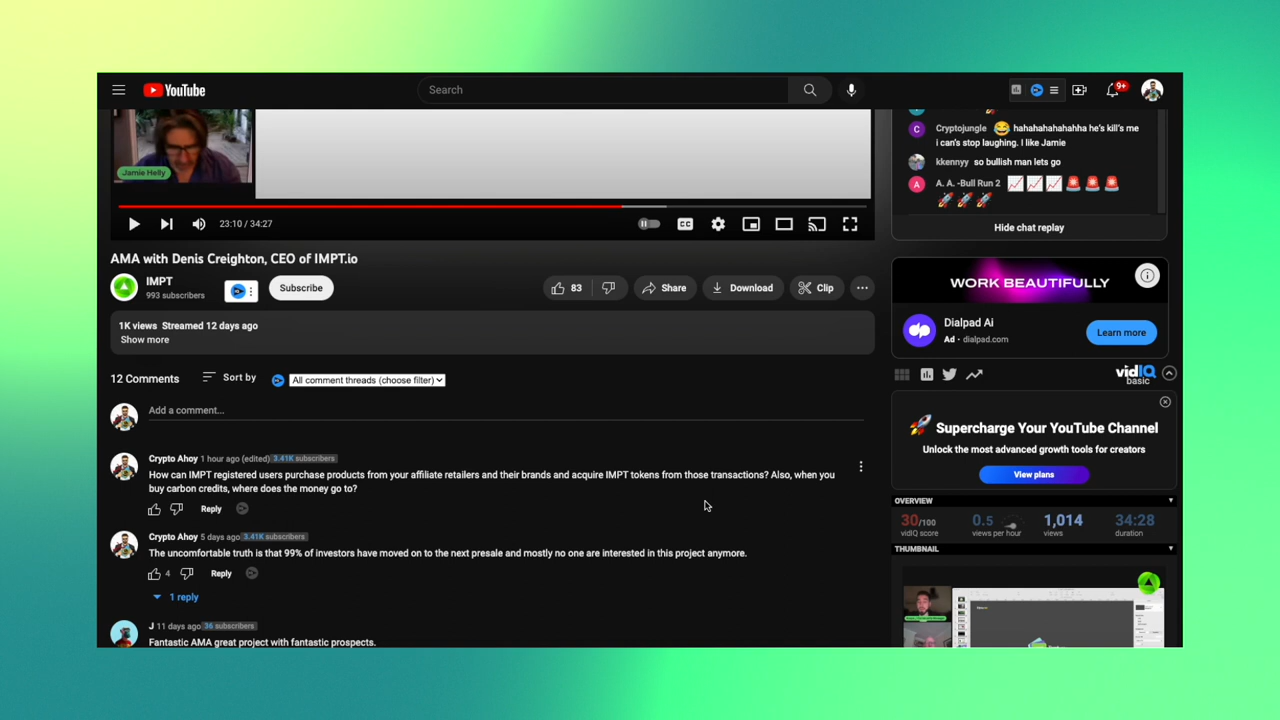 YouTube
Search
9+
Jamie Helly
23:10 / 34:27
CC
Cryptojungle 😂 hahahahahahahha he's kill's me
i can's stop laughing. I like Jamie
kkennyy so bullish man lets go
A. A. -Bull Run 2 📈 📈 📈 🚨 🚨 🚨
🚀 🚀 🚀
Hide chat replay
AMA with Denis Creighton, CEO of IMPT.io
IMPT
993 subscribers
Subscribe
83
Share
Download
Clip
1K views Streamed 12 days ago
Show more
WORK BEAUTIFULLY
Dialpad Ai
Ad · dialpad.com
Learn more
12 Comments
Sort by
All comment threads (choose filter)
vidIQ
basic
Add a comment...
🚀 Supercharge Your YouTube Channel
Unlock the most advanced growth tools for creators
View plans
Crypto Ahoy 1 hour ago (edited) 3.41K subscribers
How can IMPT registered users purchase products from your affiliate retailers and their brands and acquire IMPT tokens from those transactions? Also, when you
buy carbon credits, where does the money go to?
Reply
Crypto Ahoy 5 days ago 3.41K subscribers
The uncomfortable truth is that 99% of investors have moved on to the next presale and mostly no one are interested in this project anymore.
4
Reply
1 reply
J 11 days ago 36 subscribers
Fantastic AMA great project with fantastic prospects.
OVERVIEW
30/100
vidIQ score
0.5
views per hour
1,014
views
34:28
duration
THUMBNAIL